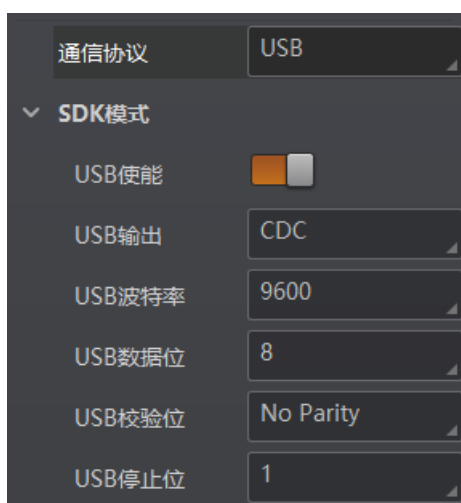 通信协议 USB
SDK模式
USB使能
USB输出 CDC
USB波特率 9600
USB数据位 8
USB校验位 No Parity
USB停止位 1